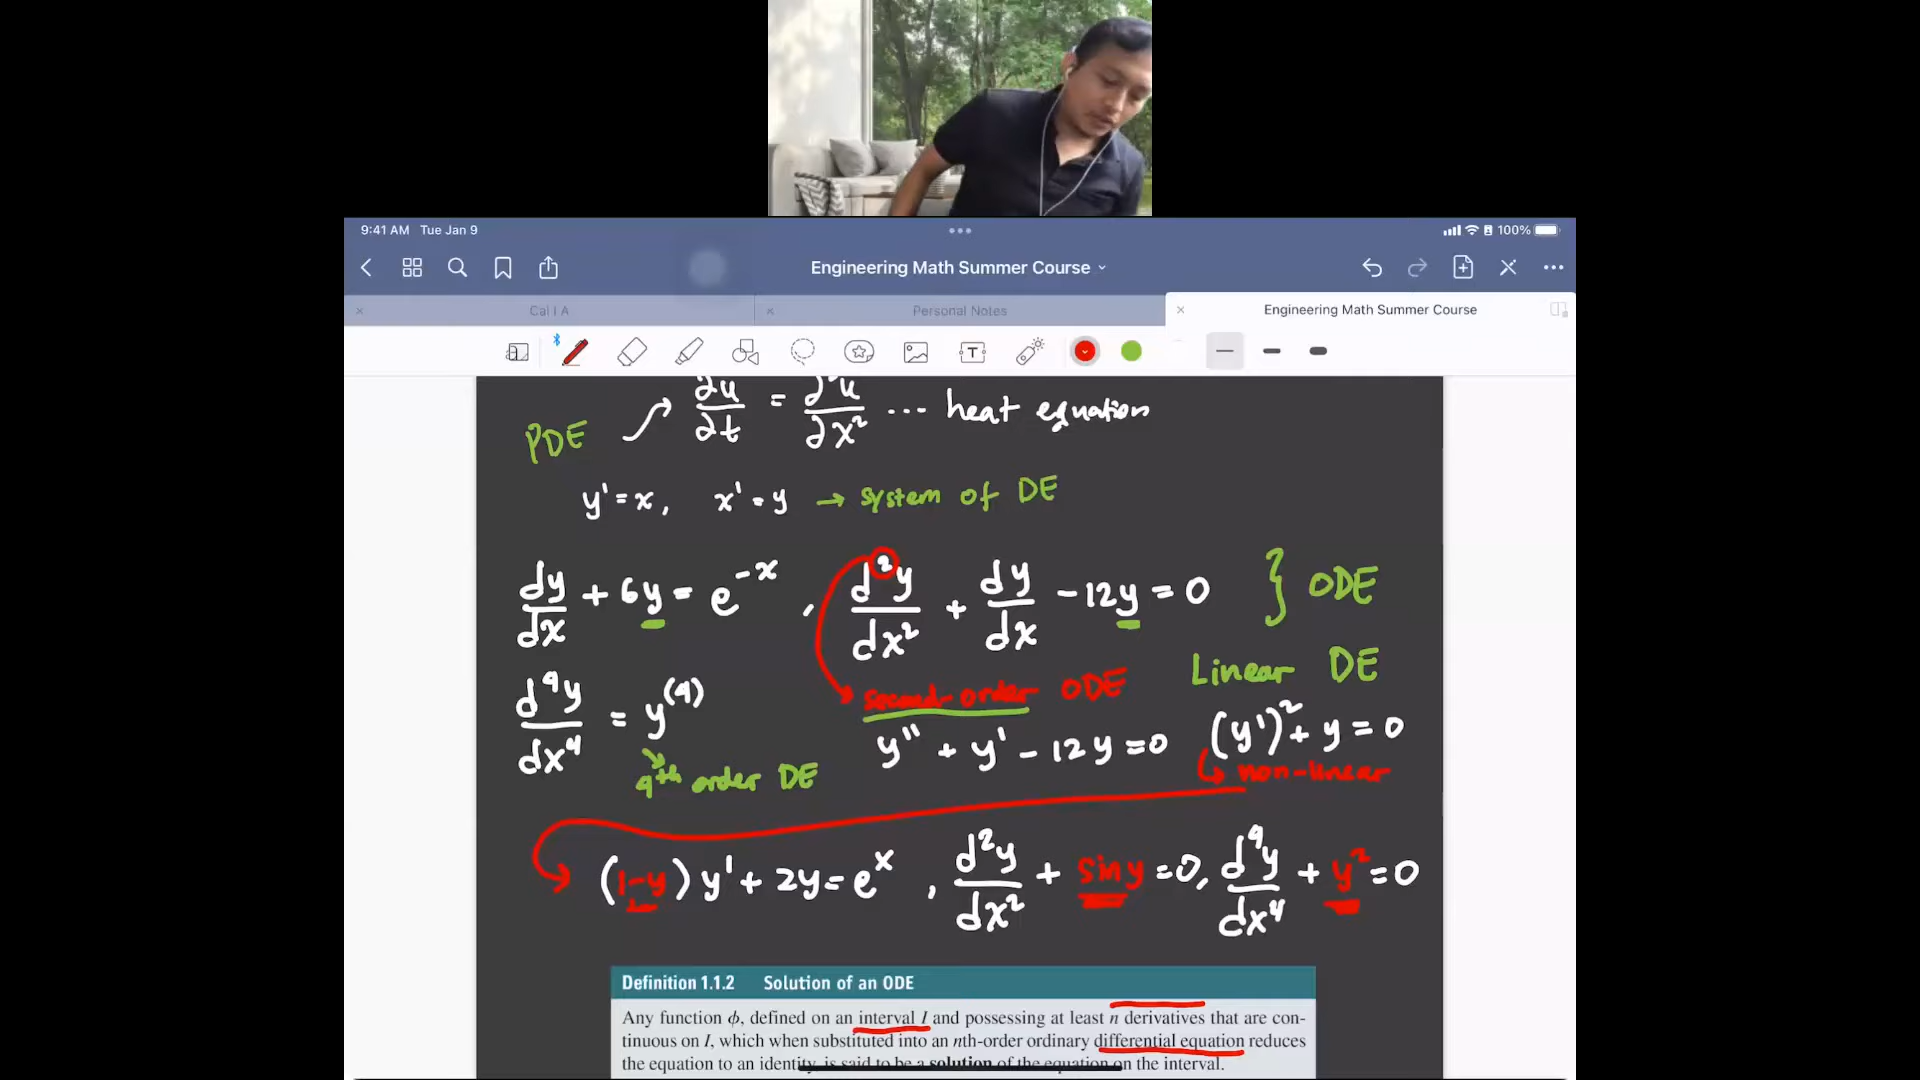 9:41 AM Tue Jan 9
100%
Engineering Math Summer Course
Cal I A
Personal Notes
Engineering Math Summer Course
PDE ∂u/∂t = ∂²u/∂x² ... heat equation
y' = x, x' = y → system of DE
dy/dx + 6y = e^-x , d²y/dx² + dy/dx - 12y = 0 } ODE
Linear DE
d⁴y/dx⁴ = y^(4)
second-order ODE
y'' + y' - 12y = 0
(y')² + y = 0
4th order DE
non-linear
(1-y)y' + 2y = e^x , d²y/dx² + sin y = 0, d⁴y/dx⁴ + y² = 0
Definition 1.1.2 Solution of an ODE
Any function ϕ, defined on an interval I and possessing at least n derivatives that are con-
tinuous on I, which when substituted into an nth-order ordinary differential equation reduces
the equation to an identity, is said to be a solution of the equation on the interval.